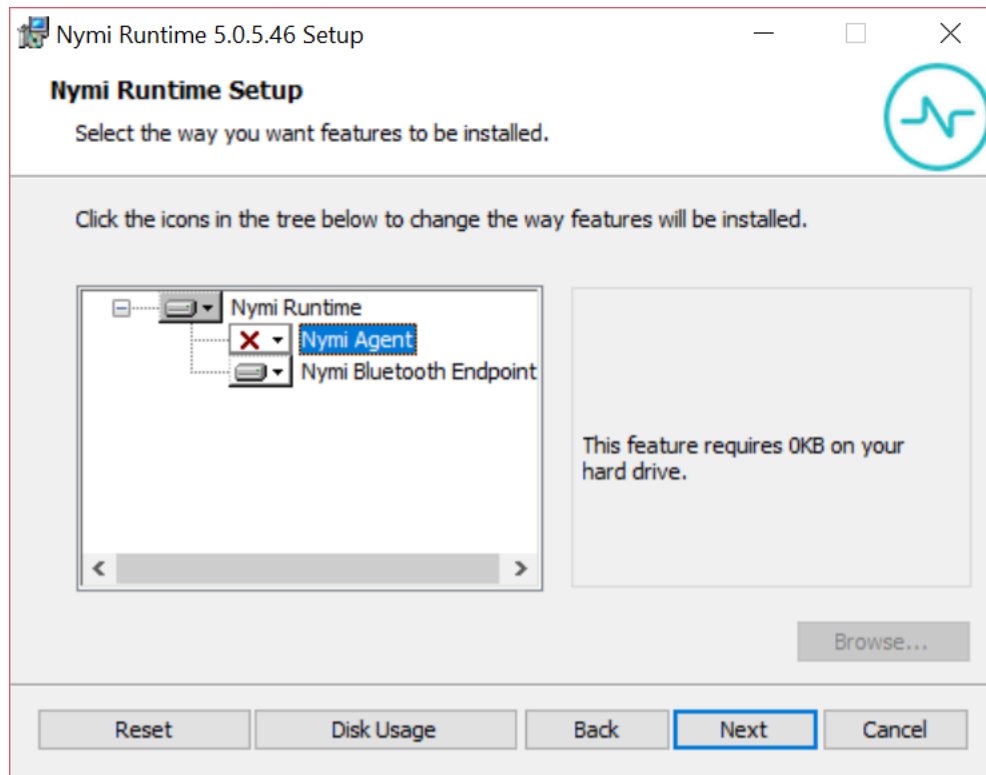 Nymi Runtime 5.0.5.46 Setup
Nymi Runtime Setup
Select the way you want features to be installed.
Click the icons in the tree below to change the way features will be installed.
Nymi Runtime
Nymi Agent
Nymi Bluetooth Endpoint
This feature requires 0KB on your
hard drive.
Browse...
Reset
Disk Usage
Back
Next
Cancel